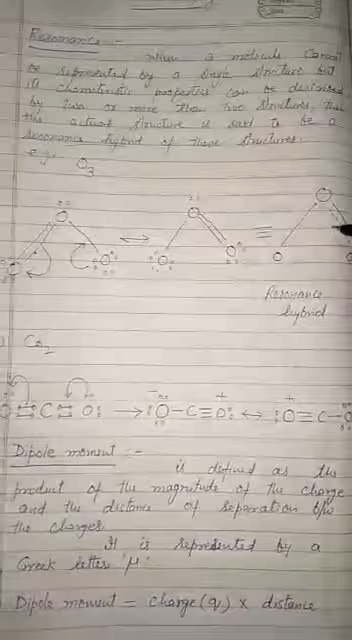 Resonance :-
When a molecule cannot
be represented by a single structure but
its characteristic properties can be described
by two or more than two structures, then
the actual structure is said to be a
resonance hybrid of these structures.
e.g. O3
O O O ↔ O O O ≡ O O O
Resonance
hybrid
CO2
O = C = O: → :O - C ≡ O: ↔ :O ≡ C - O
Dipole moment :-
is defined as the
product of the magnitude of the charge
and the distance of separation b/w
the charges
It is represented by a
Greek letter 'μ'
Dipole moment = charge (q) × distance